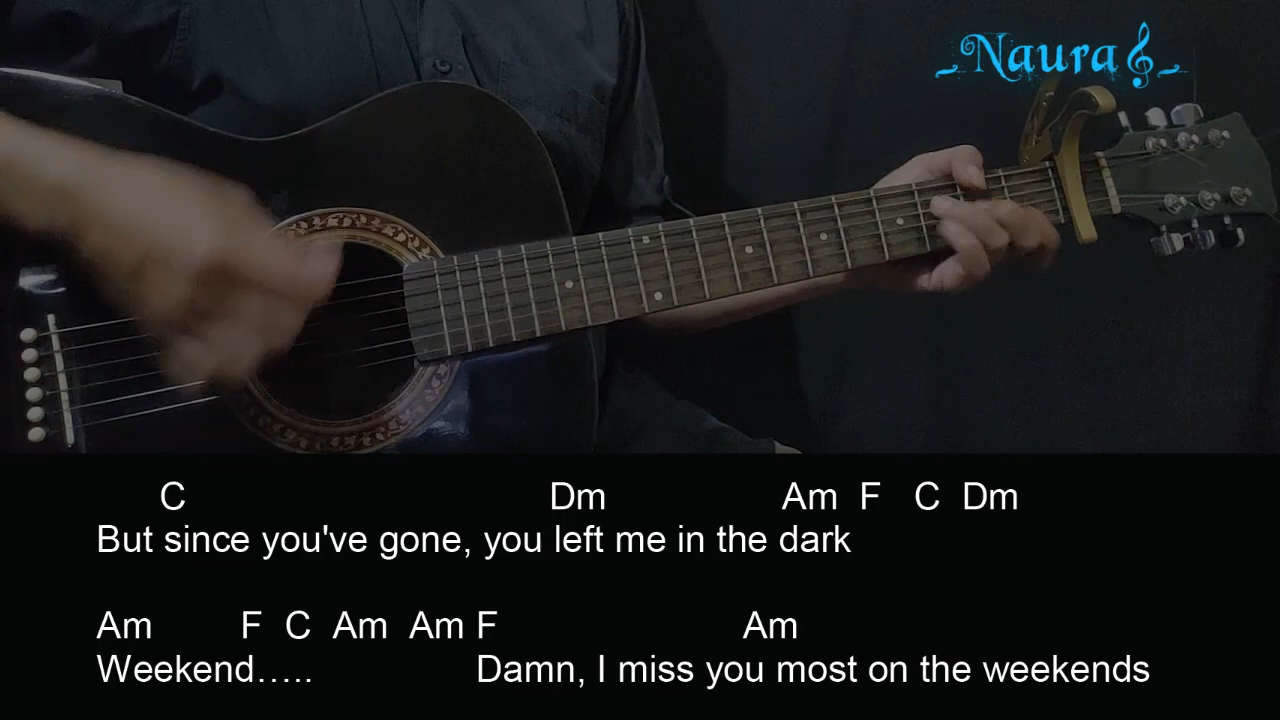 Naura
C Dm Am F C Dm
But since you've gone, you left me in the dark
Am F C Am Am F Am
Weekend..... Damn, I miss you most on the weekends